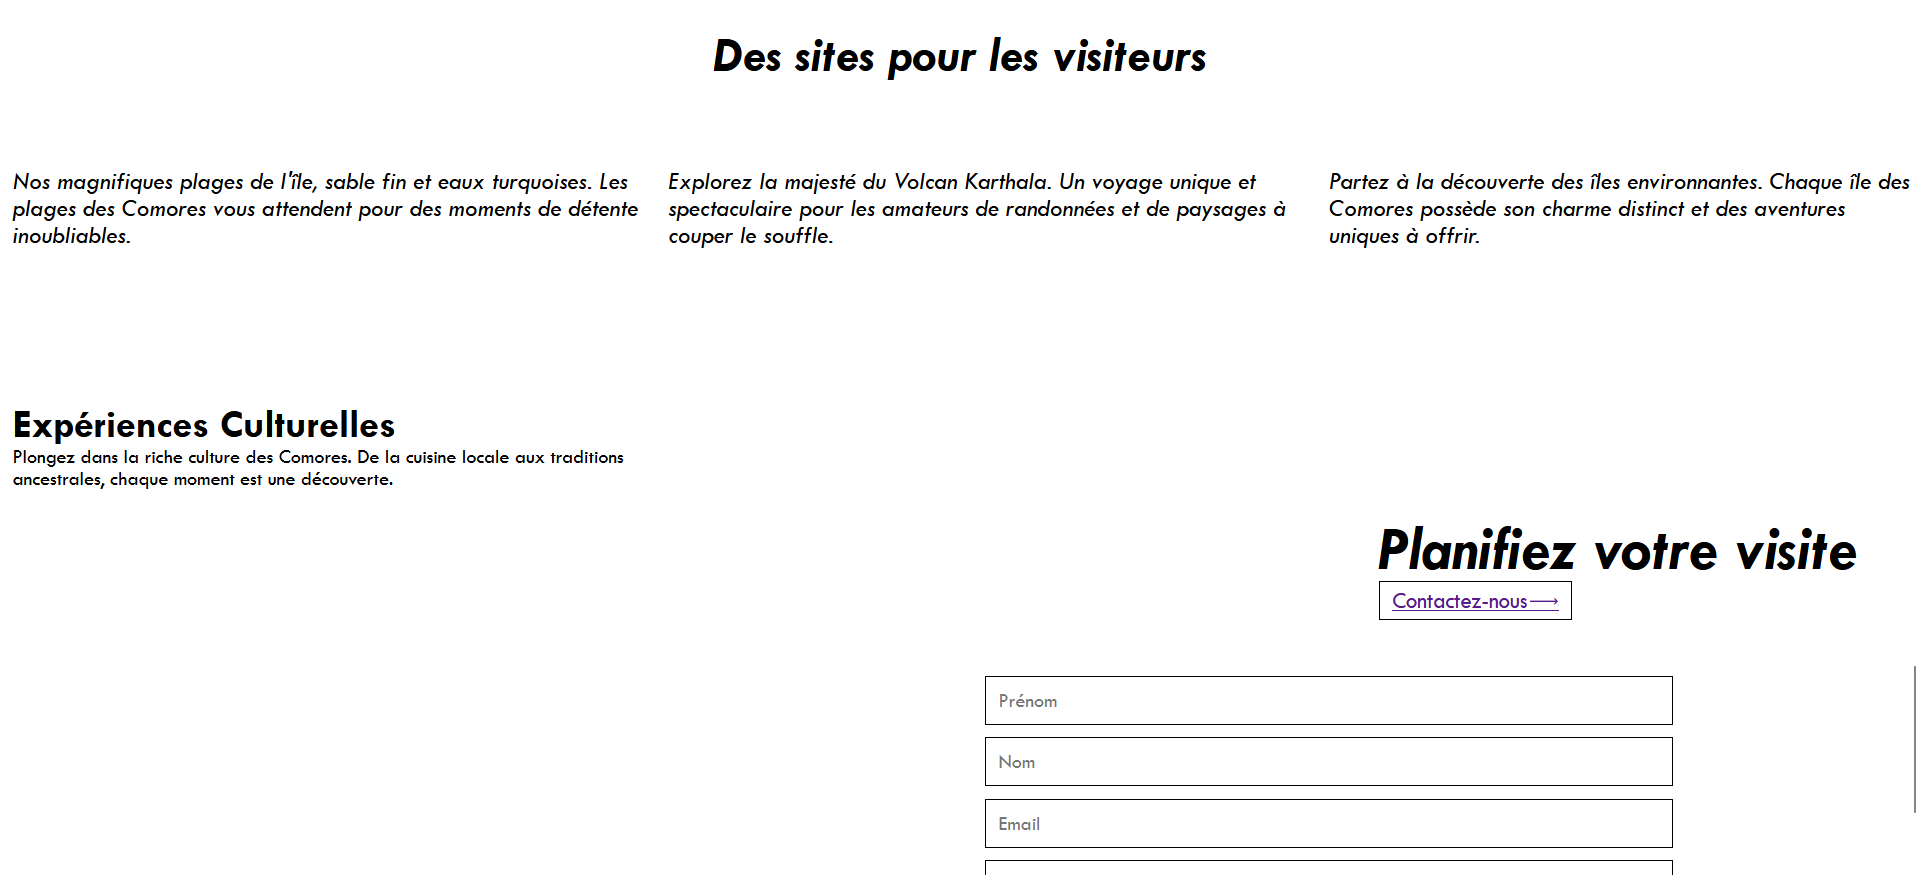 Des sites pour les visiteurs
Nos magnifiques plages de l'île, sable fin et eaux turquoises. Les
plages des Comores vous attendent pour des moments de détente
inoubliables.
Explorez la majesté du Volcan Karthala. Un voyage unique et
spectaculaire pour les amateurs de randonnées et de paysages à
couper le souffle.
Partez à la découverte des îles environnantes. Chaque île des
Comores possède son charme distinct et des aventures
uniques à offrir.
Expériences Culturelles
Plongez dans la riche culture des Comores. De la cuisine locale aux traditions
ancestrales, chaque moment est une découverte.
Planifiez votre visite
Contactez-nous⟶
Prénom
Nom
Email